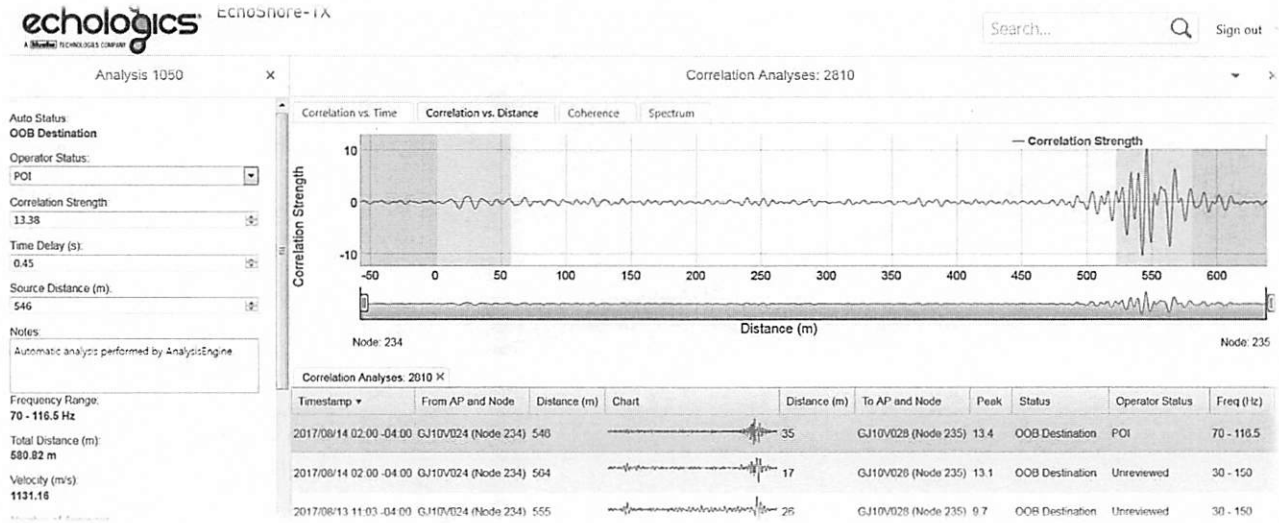 echologics
EchoShore-TX
A Mueller TECHNOLOGIES COMPANY
Search...
Sign out
Analysis 1050 ×
Correlation Analyses: 2810
Auto Status:
OOB Destination
Operator Status:
POI
Correlation Strength
13.38
Time Delay (s):
0.45
Source Distance (m):
546
Notes:
Automatic analysis performed by AnalysisEngine
Frequency Range:
70 - 116.5 Hz
Total Distance (m):
580.82 m
Velocity (m/s):
1131.16
Correlation vs. Time Correlation vs. Distance Coherence Spectrum
Correlation Strength
Correlation Strength
10
0
-10
-50 0 50 100 150 200 250 300 350 400 450 500 550 600
Distance (m)
Node: 234 Node: 235
Correlation Analyses: 2810 ×
Timestamp ▾ From AP and Node Distance (m) Chart Distance (m) To AP and Node Peak Status Operator Status Freq (Hz)
2017/08/14 02:00 -04:00 GJ10V024 (Node 234) 546 35 GJ10V028 (Node 235) 13.4 OOB Destination POI 70 - 116.5
2017/08/14 02:00 -04:00 GJ10V024 (Node 234) 564 17 GJ10V028 (Node 235) 13.1 OOB Destination Unreviewed 30 - 150
2017/08/13 11:03 -04:00 GJ10V024 (Node 234) 555 26 GJ10V028 (Node 235) 9.7 OOB Destination Unreviewed 30 - 150